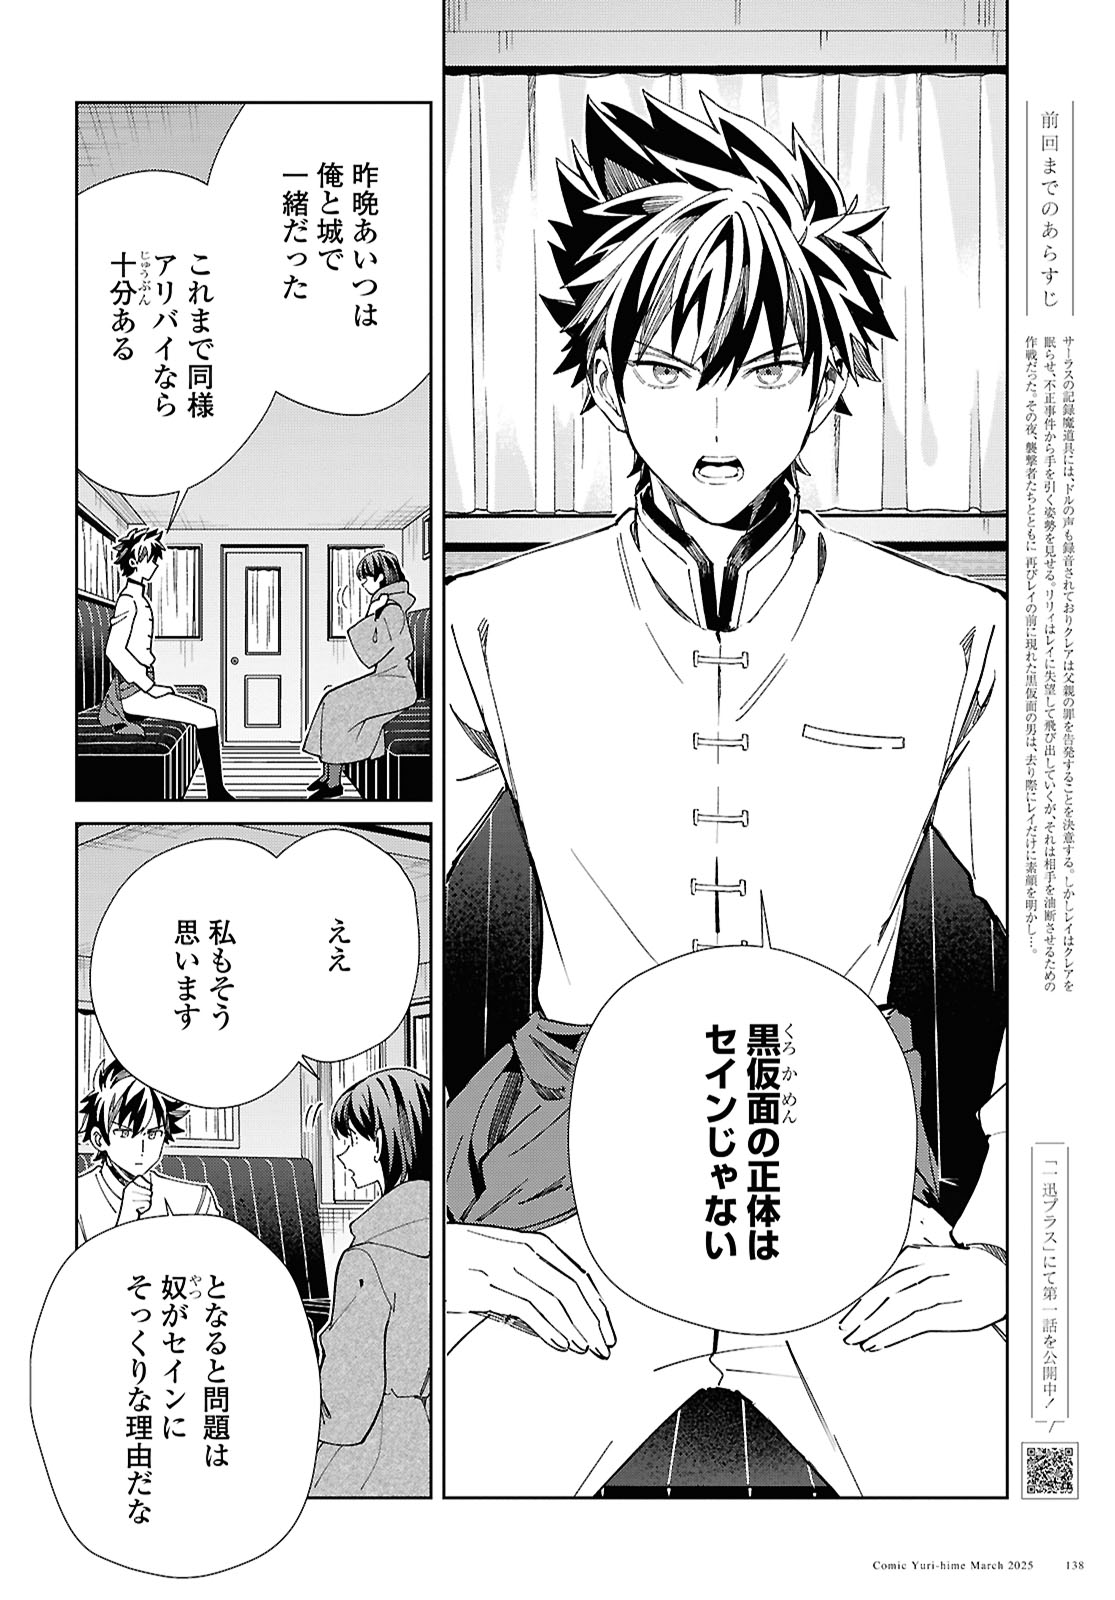 前回までのあらすじ
サーラスの記録魔道具には、ドルの声も録音されておりクレアは父親の罪を告発することを決意する。しかしレイはクレアを
眠らせ、不正事件から手を引く姿勢を見せる。リリィはレイに失望して飛び出していくが、それは相手を油断させるための
作戦だった。その夜、襲撃者たちとともに再びレイの前に現れた黒仮面の男は、去り際にレイだけに素顔を明かし…。
「一迅プラス」にて第一話を公開中!
黒仮面の正体は
くろかめん
セインじゃない
昨晩あいつは
俺と城で
一緒だった
これまで同様
アリバイなら
十分ある
じゅうぶん
ええ
私もそう
思います
となると問題は
奴がセインに
やつ
そっくりな理由だな
Comic Yuri-hime March 2025 138